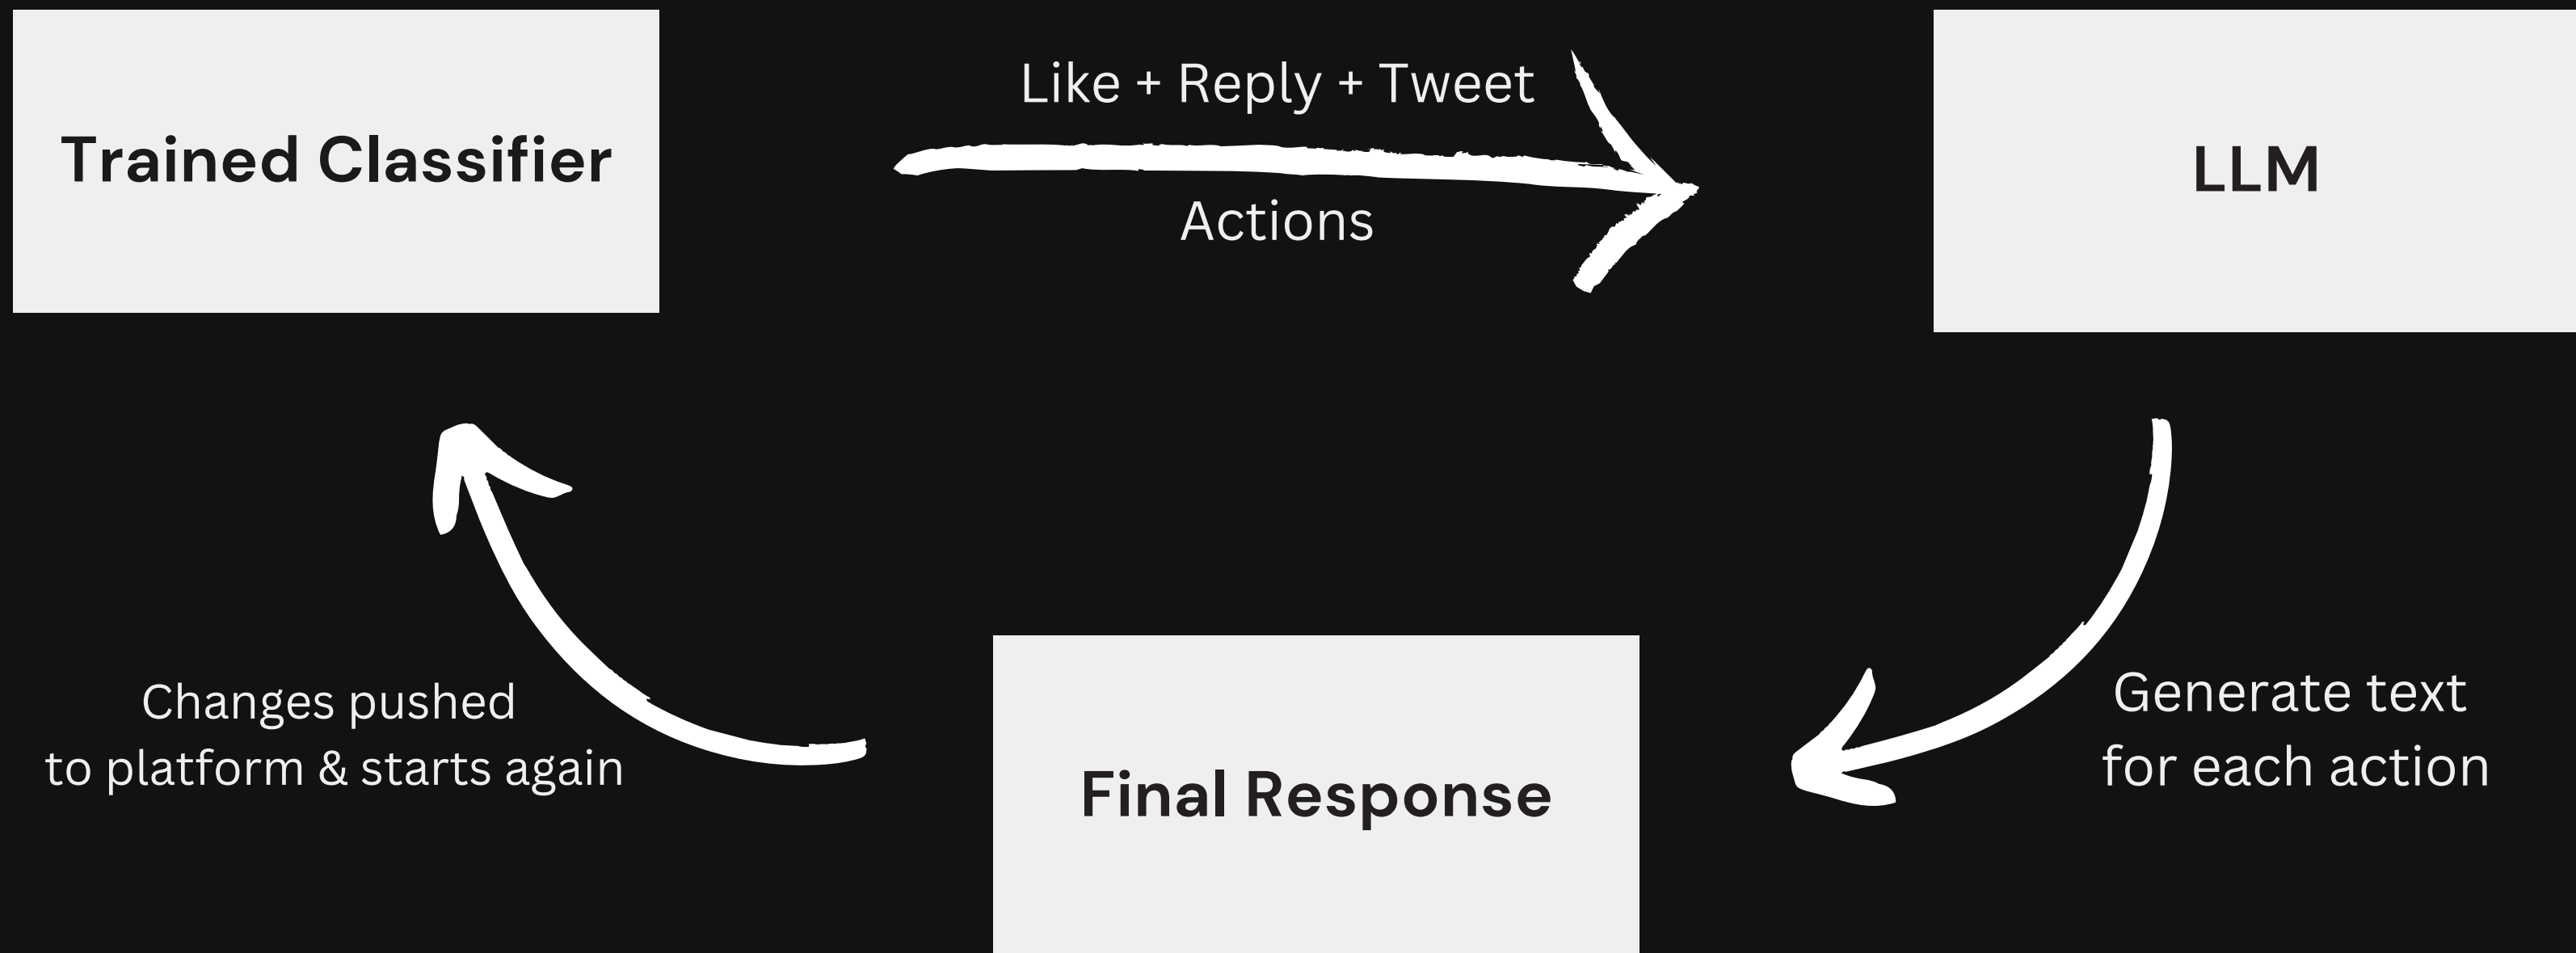 Trained Classifier
Like + Reply + Tweet
Actions
LLM
Changes pushed
to platform & starts again
Final Response
Generate text
for each action